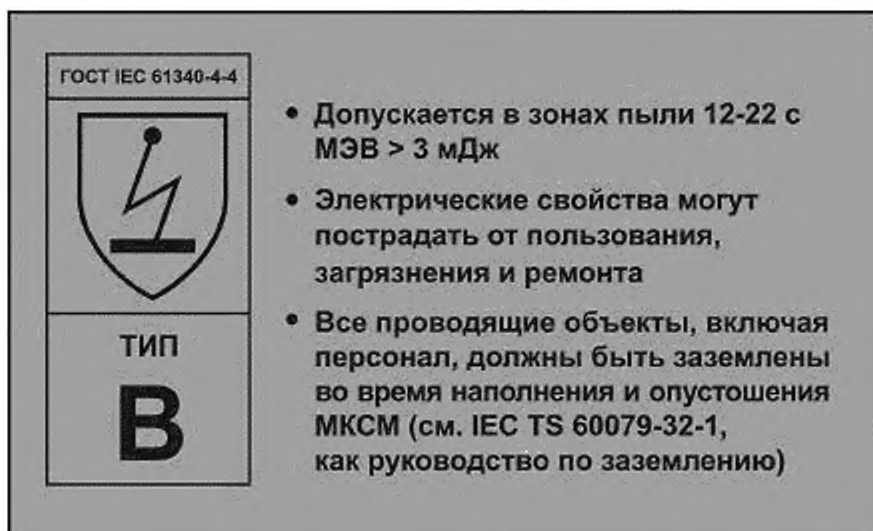 ГОСТ IEC 61340-4-4
ТИП
В
• Допускается в зонах пыли 12-22 с
МЭВ > 3 мДж
• Электрические свойства могут
пострадать от пользования,
загрязнения и ремонта
• Все проводящие объекты, включая
персонал, должны быть заземлены
во время наполнения и опустошения
МКСМ (см. IEC TS 60079-32-1,
как руководство по заземлению)